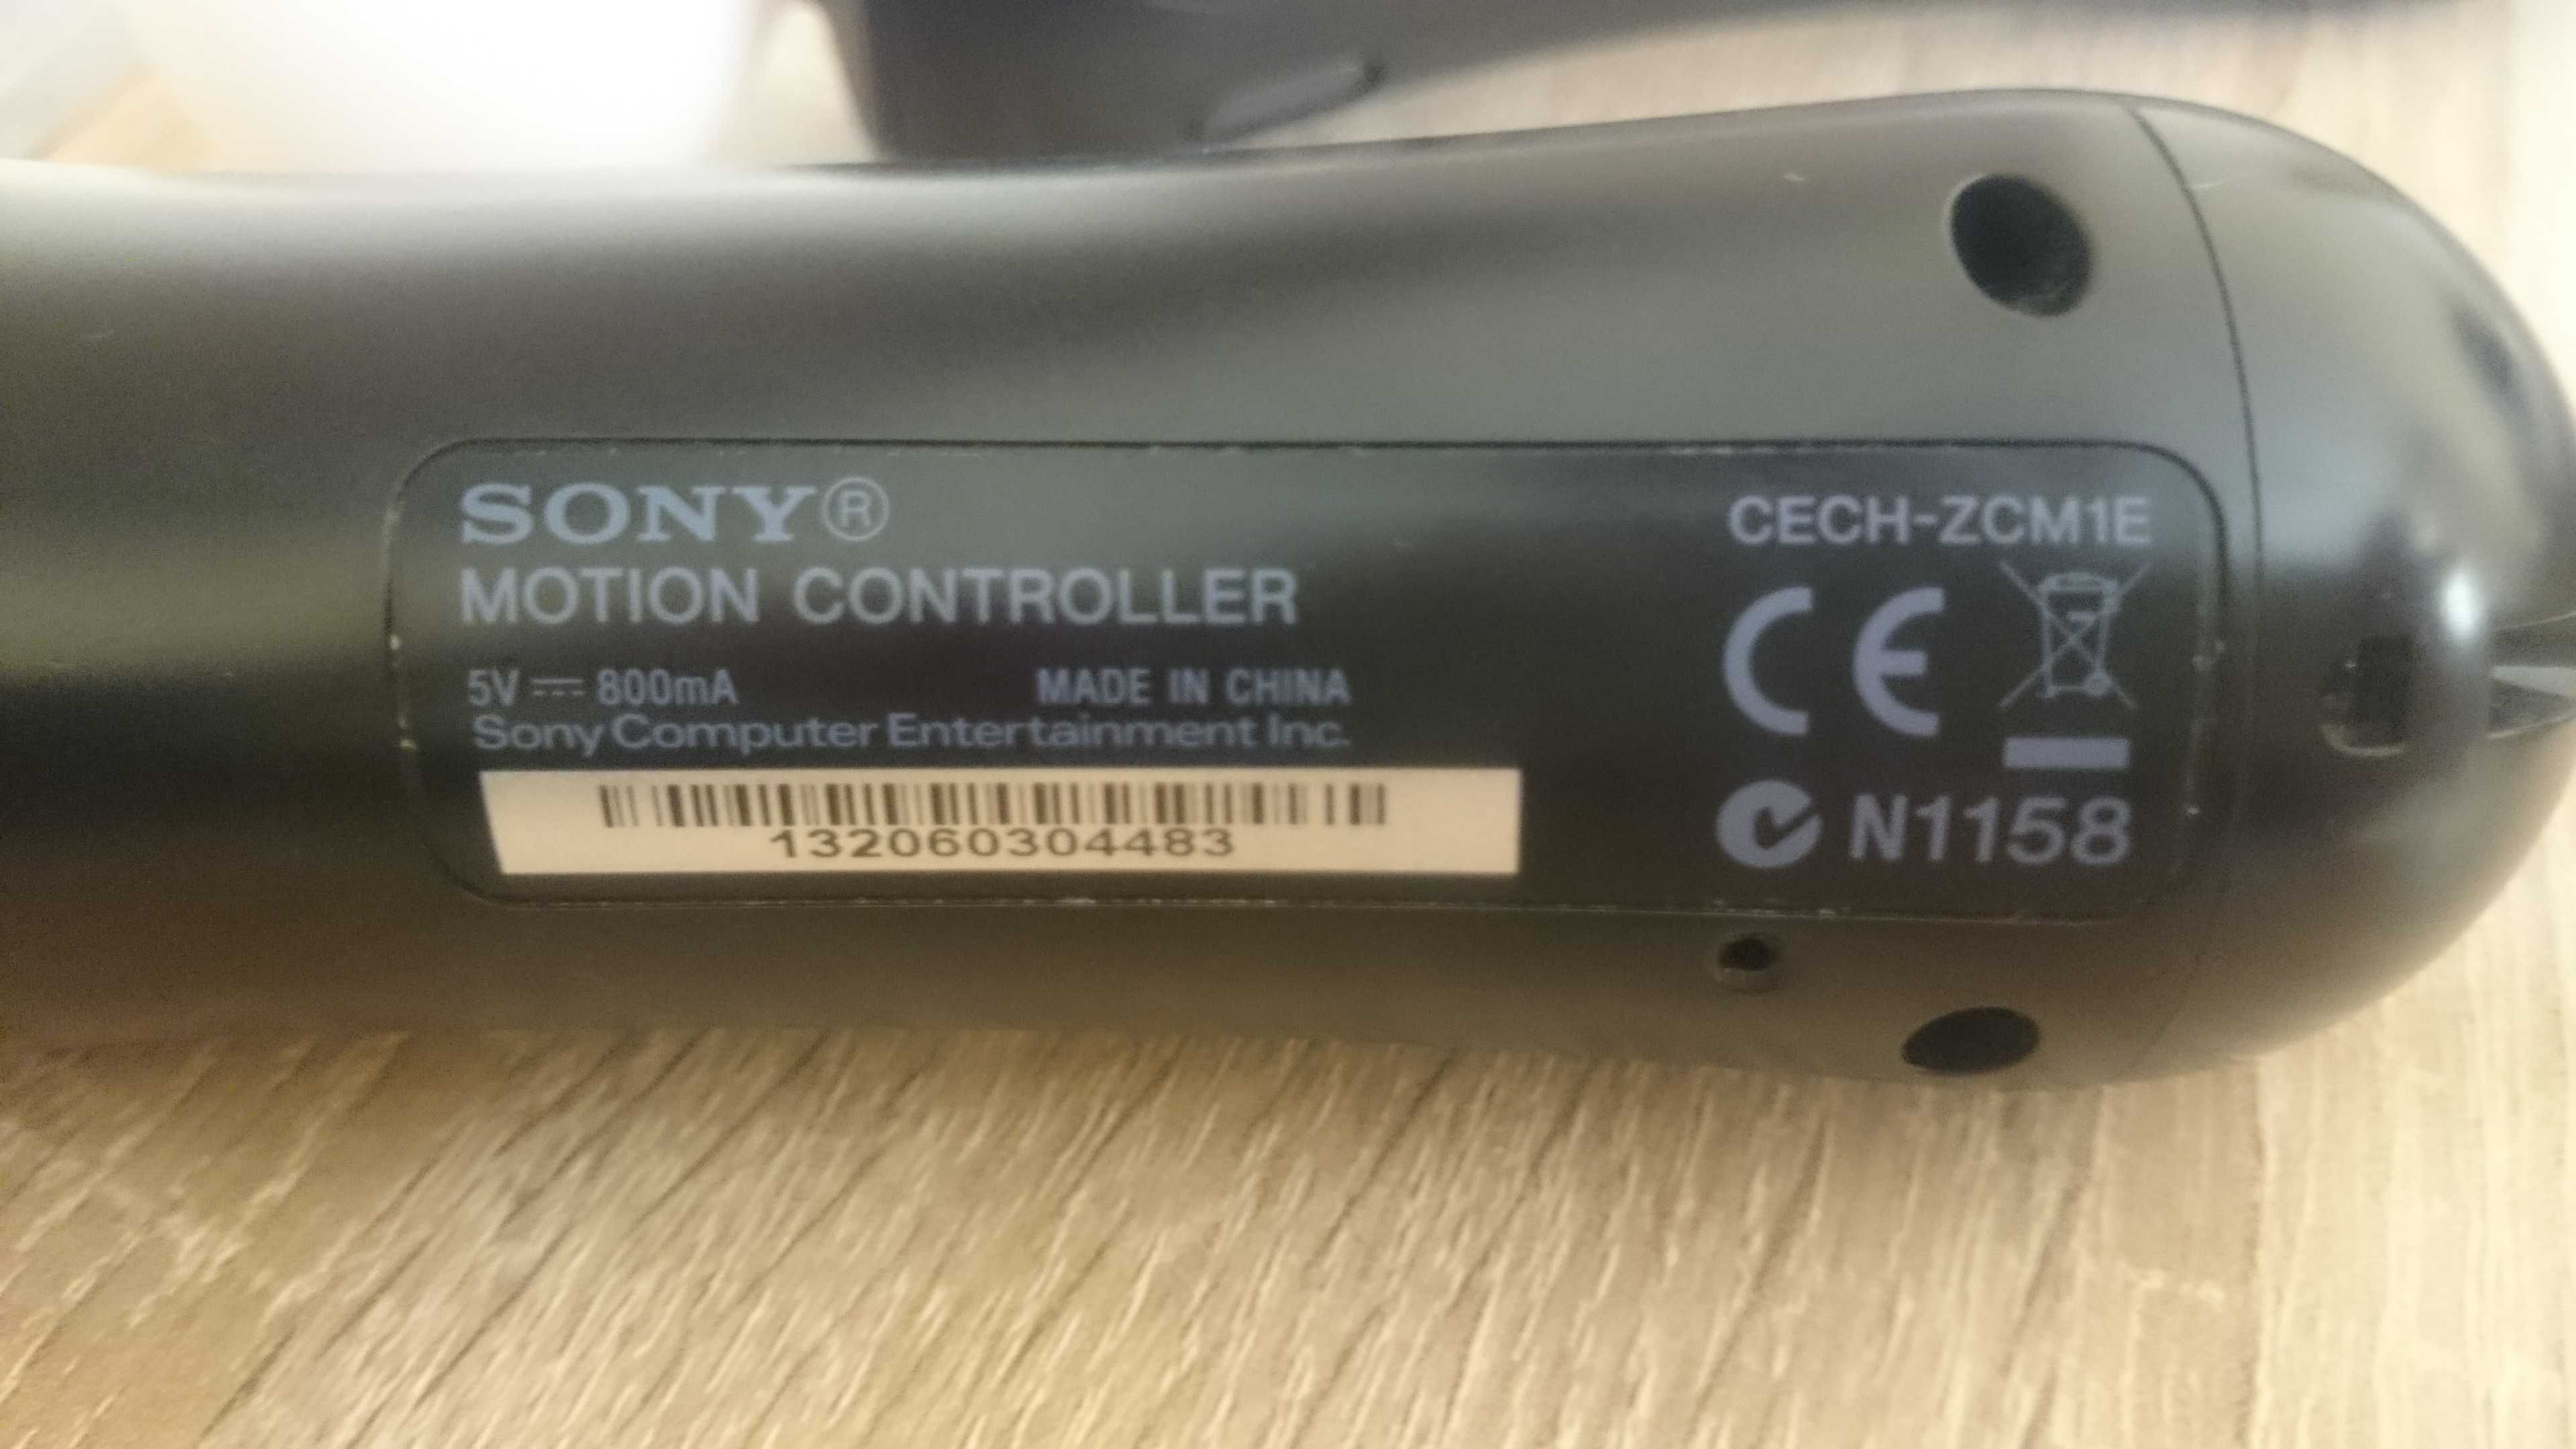 SONY®
MOTION CONTROLLER
5V ⎓ 800mA MADE IN CHINA
Sony Computer Entertainment Inc.
132060304483
CECH-ZCM1E
CE
N1158